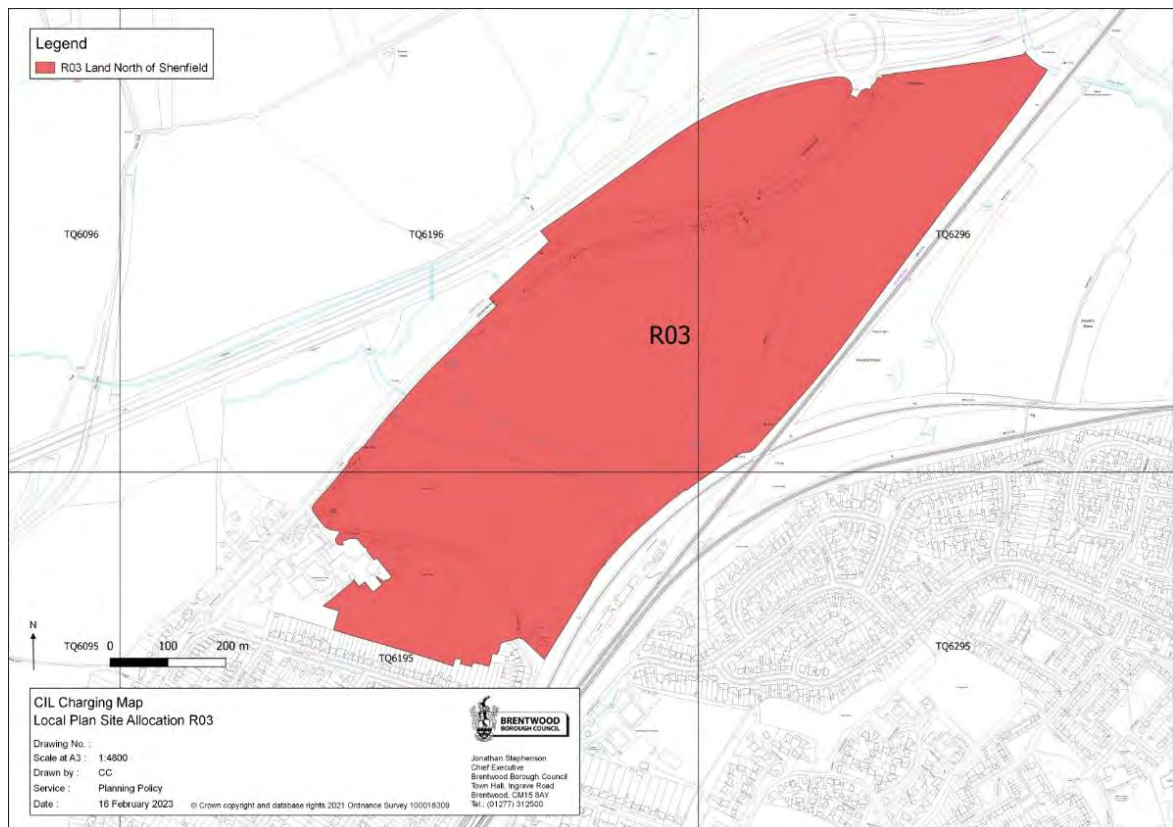 Legend
R03 Land North of Shenfield
TQ6096
TQ6196
TQ6296
R03
N
TQ6095
0 100 200 m
TQ6195
TQ6295
CIL Charging Map
Local Plan Site Allocation R03
Drawing No. :
Scale at A3 : 1:4800
Drawn by : CC
Service : Planning Policy
Date : 16 February 2023
© Crown copyright and database rights 2021 Ordnance Survey 100018309
BRENTWOOD
BOROUGH COUNCIL
Jonathan Stephenson
Chief Executive
Brentwood Borough Council
Town Hall, Ingrave Road
Brentwood, CM15 8AY
Tel.: (01277) 312500